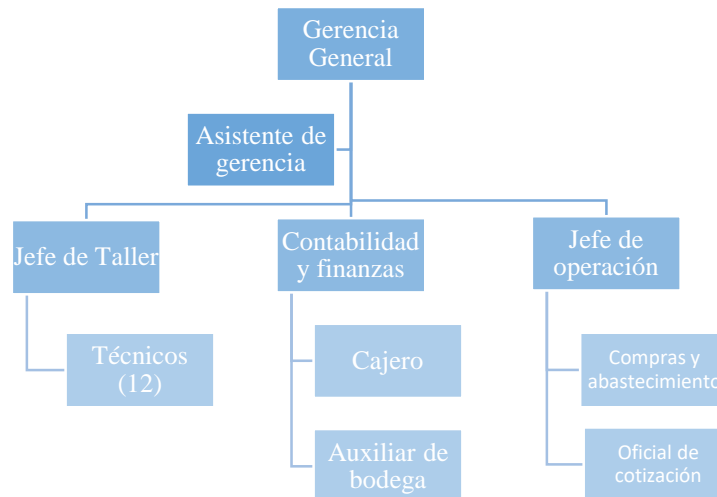 Gerencia
General
Asistente de
gerencia
Jefe de Taller
Contabilidad
y finanzas
Jefe de
operación
Técnicos
(12)
Cajero
Compras y
abastecimiento
Auxiliar de
bodega
Oficial de
cotización